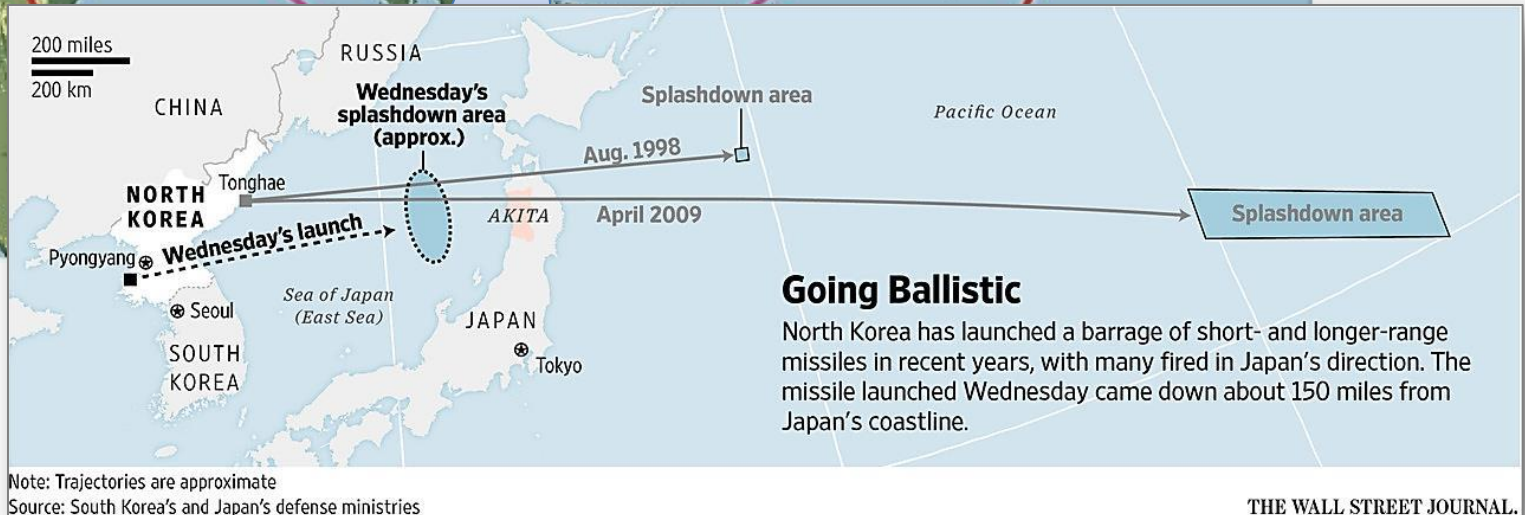 200 miles
200 km
RUSSIA
CHINA
Wednesday's
splashdown area
(approx.)
Splashdown area
Pacific Ocean
Aug. 1998
NORTH
KOREA
Tonghae
AKITA
April 2009
Splashdown area
Wednesday's launch
Pyongyang
Sea of Japan
(East Sea)
Seoul
SOUTH
KOREA
JAPAN
Tokyo
Going Ballistic
North Korea has launched a barrage of short- and longer-range
missiles in recent years, with many fired in Japan's direction. The
missile launched Wednesday came down about 150 miles from
Japan's coastline.
Note: Trajectories are approximate
Source: South Korea's and Japan's defense ministries
THE WALL STREET JOURNAL.